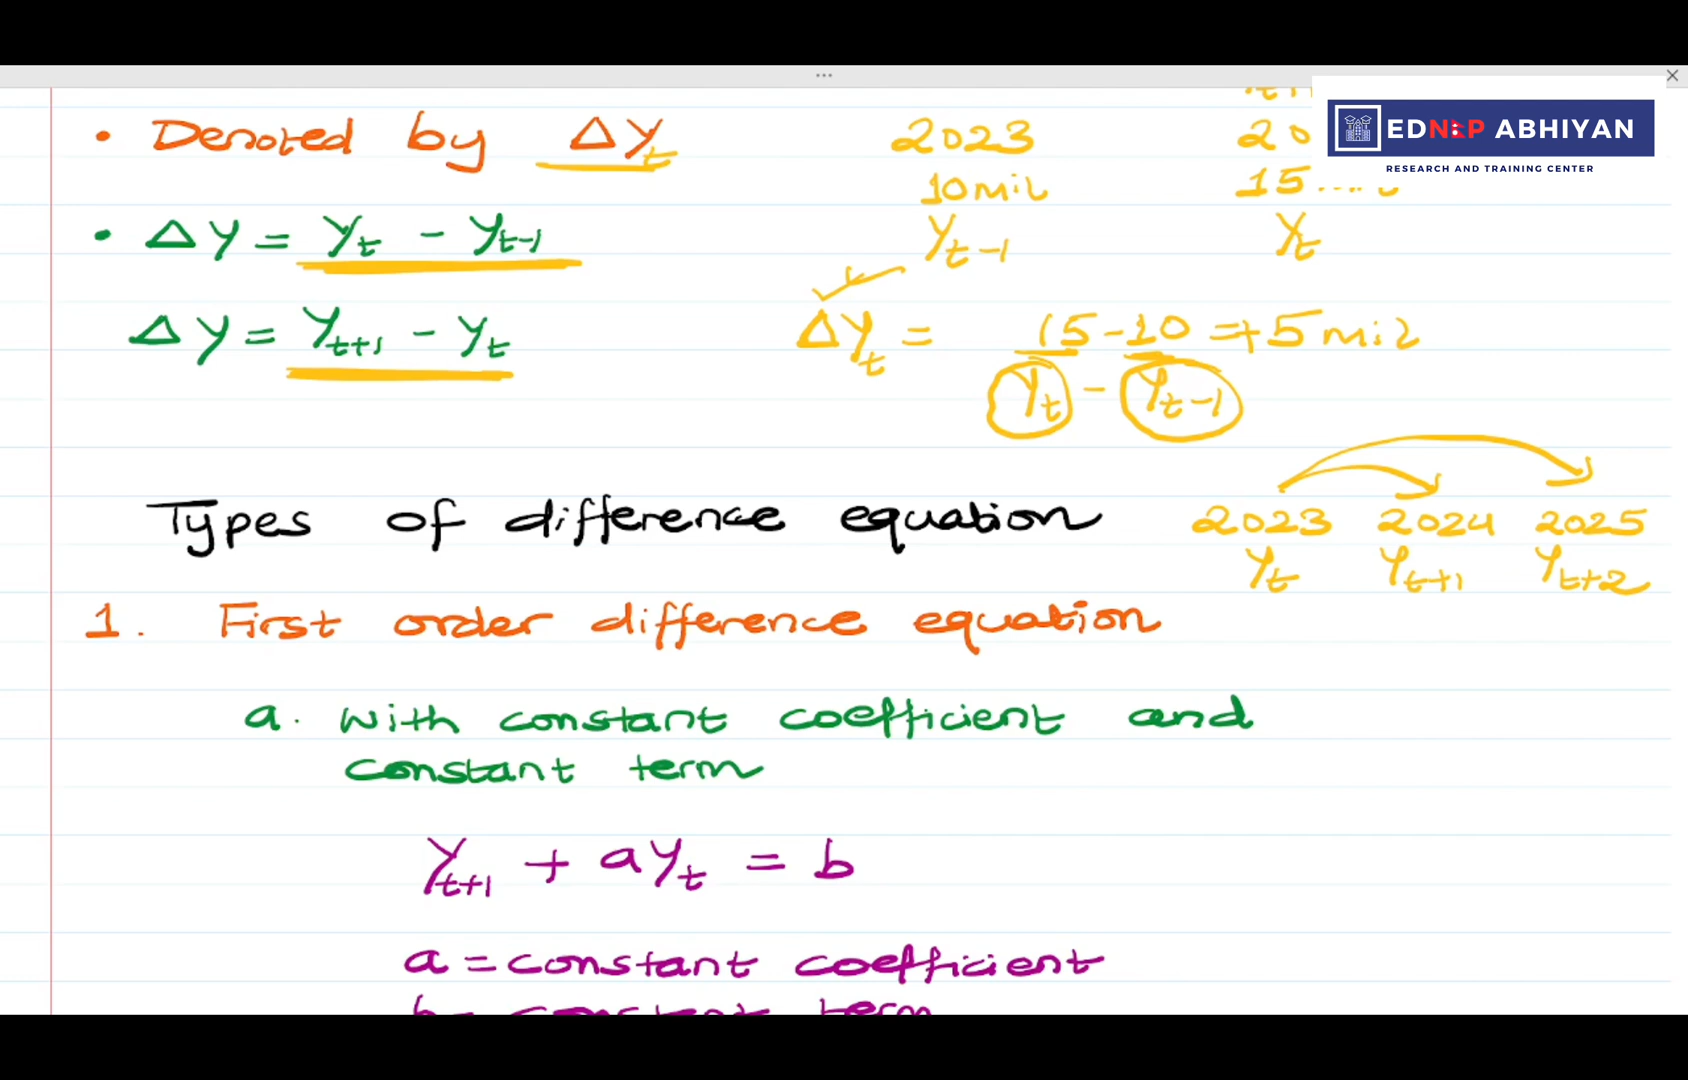 ...
EDNEP ABHIYAN
RESEARCH AND TRAINING CENTER
• Denoted by ΔY_t
2023
10 mil
Y_t-1
15
Y_t
• ΔY = Y_t - Y_t-1
ΔY = Y_t+1 - Y_t
ΔY_t = 15 - 10 = +5 mil
Y_t - Y_t-1
Types of difference equation
2023 2024 2025
Y_t Y_t+1 Y_t+2
1. First order difference equation
a. with constant coefficient and
constant term
Y_t+1 + aY_t = b
a = constant coefficient
b = constant term